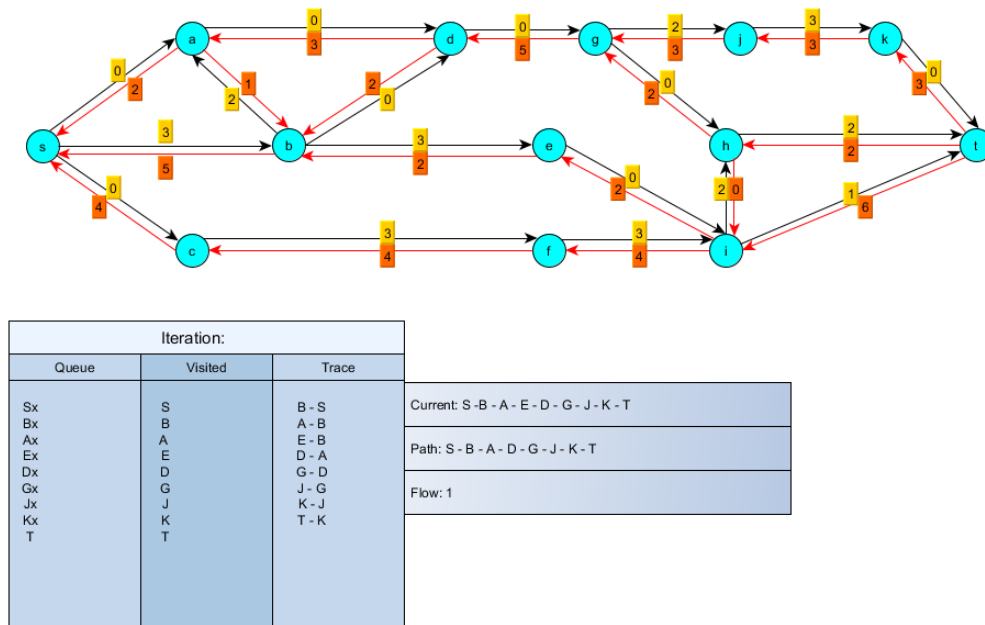 0
0
2
3
a
3
d
5
g
3
j
3
k
0
2
1
2
2
0
0
2
0
3
s
3
5
b
3
2
e
0
2
h
2
2
t
0
4
2
0
1
6
c
3
4
f
3
4
i
Iteration:
Queue Visited Trace
Sx S B - S
Bx B A - B
Ax A E - B
Ex E D - A
Dx D G - D
Gx G J - G
Jx J K - J
Kx K T - K
T T
Current: S -B - A - E - D - G - J - K - T
Path: S - B - A - D - G - J - K - T
Flow: 1